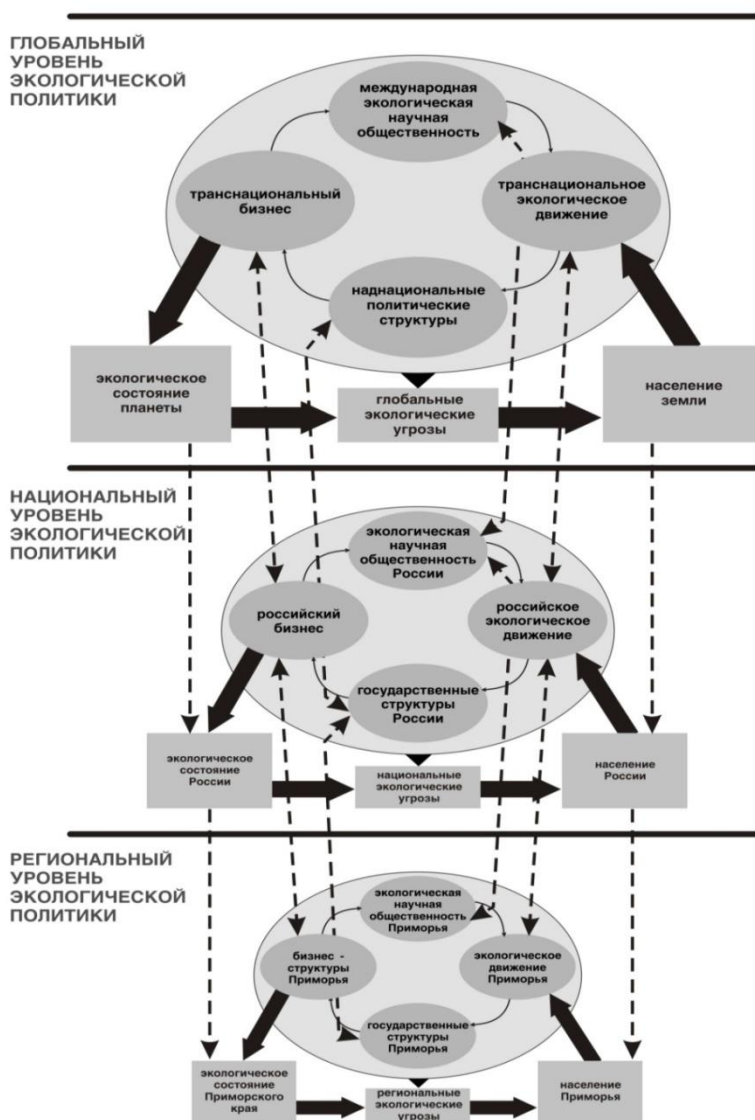 ГЛОБАЛЬНЫЙ
УРОВЕНЬ
ЭКОЛОГИЧЕСКОЙ
ПОЛИТИКИ
международная
экологическая
научная
общественность
транснациональный
бизнес
транснациональное
экологическое
движение
наднациональные
политические
структуры
экологическое
состояние
планеты
глобальные
экологические
угрозы
население
земли
НАЦИОНАЛЬНЫЙ
УРОВЕНЬ
ЭКОЛОГИЧЕСКОЙ
ПОЛИТИКИ
экологическая
научная
общественность
России
российский
бизнес
российское
экологическое
движение
государственные
структуры
России
экологическое
состояние
России
национальные
экологические
угрозы
население
России
РЕГИОНАЛЬНЫЙ
УРОВЕНЬ
ЭКОЛОГИЧЕСКОЙ
ПОЛИТИКИ
экологическая
научная
общественность
Приморья
бизнес -
структуры
Приморья
экологическое
движение
Приморья
государственные
структуры
Приморья
экологическое
состояние
Приморского
края
региональные
экологические
угрозы
население
Приморья